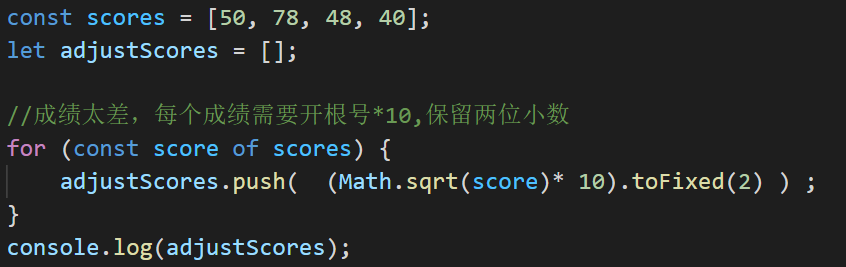 const scores = [50, 78, 48, 40];
let adjustScores = [];
//成绩太差，每个成绩需要开根号*10,保留两位小数
for (const score of scores) {
    adjustScores.push(  (Math.sqrt(score)* 10).toFixed(2) ) ;
}
console.log(adjustScores);